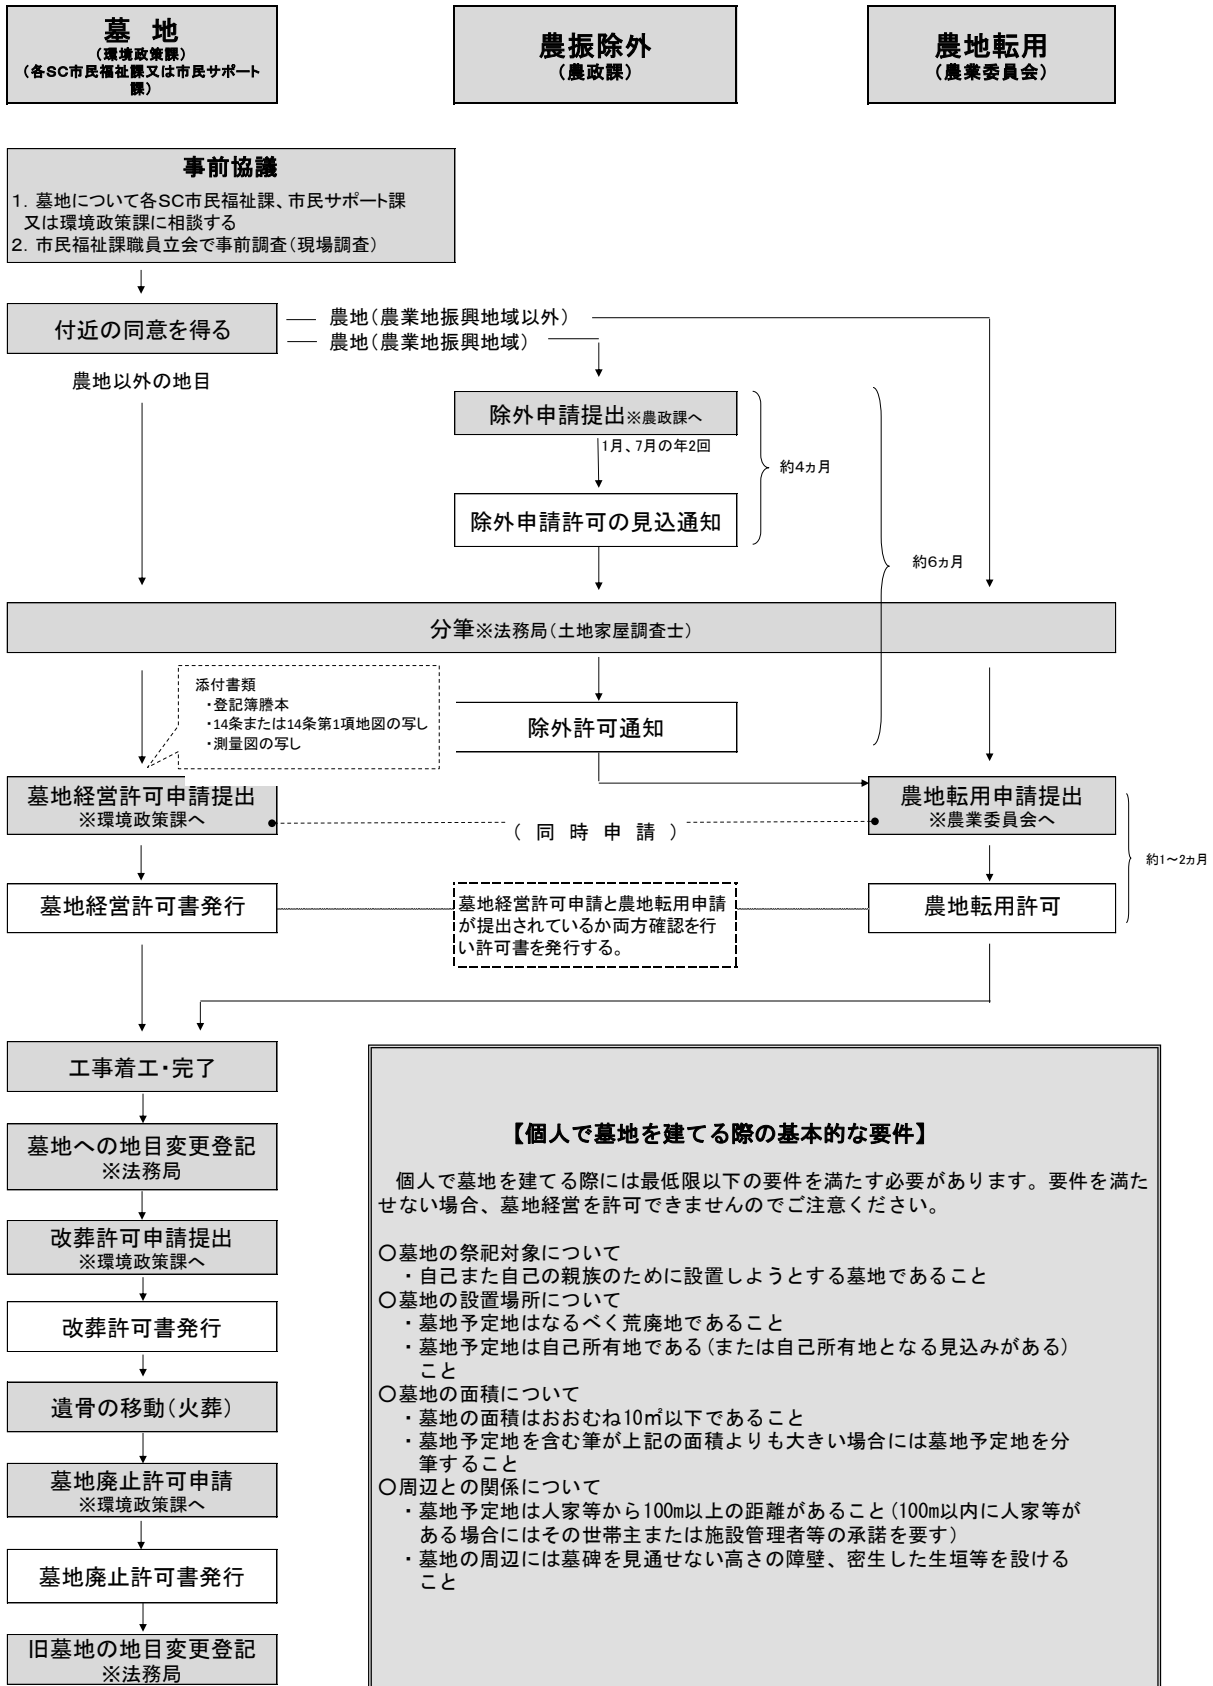 墓 地
(環境政策課)
(各SC市民福祉課又は市民サポート
課)
農振除外
(農政課)
農地転用
(農業委員会)
事前協議
1. 墓地について各SC市民福祉課、市民サポート課
又は環境政策課に相談する
2. 市民福祉課職員立会で事前調査(現場調査)
付近の同意を得る
農地(農業地振興地域以外)
農地(農業地振興地域)
農地以外の地目
除外申請提出※農政課へ
1月、7月の年2回
約4ヵ月
除外申請許可の見込通知
約6ヵ月
分筆※法務局(土地家屋調査士)
添付書類
・登記簿謄本
・14条または14条第1項地図の写し
・測量図の写し
除外許可通知
墓地経営許可申請提出
※環境政策課へ
( 同 時 申 請 )
農地転用申請提出
※農業委員会へ
約1~2ヵ月
墓地経営許可書発行
墓地経営許可申請と農地転用申請
が提出されているか両方確認を行
い許可書を発行する。
農地転用許可
工事着工・完了
墓地への地目変更登記
※法務局
改葬許可申請提出
※環境政策課へ
改葬許可書発行
遺骨の移動(火葬)
墓地廃止許可申請
※環境政策課へ
墓地廃止許可書発行
旧墓地の地目変更登記
※法務局
【個人で墓地を建てる際の基本的な要件】
個人で墓地を建てる際には最低限以下の要件を満たす必要があります。要件を満た
せない場合、墓地経営を許可できませんのでご注意ください。
○墓地の祭祀対象について
・自己また自己の親族のために設置しようとする墓地であること
○墓地の設置場所について
・墓地予定地はなるべく荒廃地であること
・墓地予定地は自己所有地である(または自己所有地となる見込みがある)
こと
○墓地の面積について
・墓地の面積はおおむね10㎡以下であること
・墓地予定地を含む筆が上記の面積よりも大きい場合には墓地予定地を分
筆すること
○周辺との関係について
・墓地予定地は人家等から100m以上の距離があること(100m以内に人家等が
ある場合にはその世帯主または施設管理者等の承諾を要す)
・墓地の周辺には墓碑を見通せない高さの障壁、密生した生垣等を設ける
こと